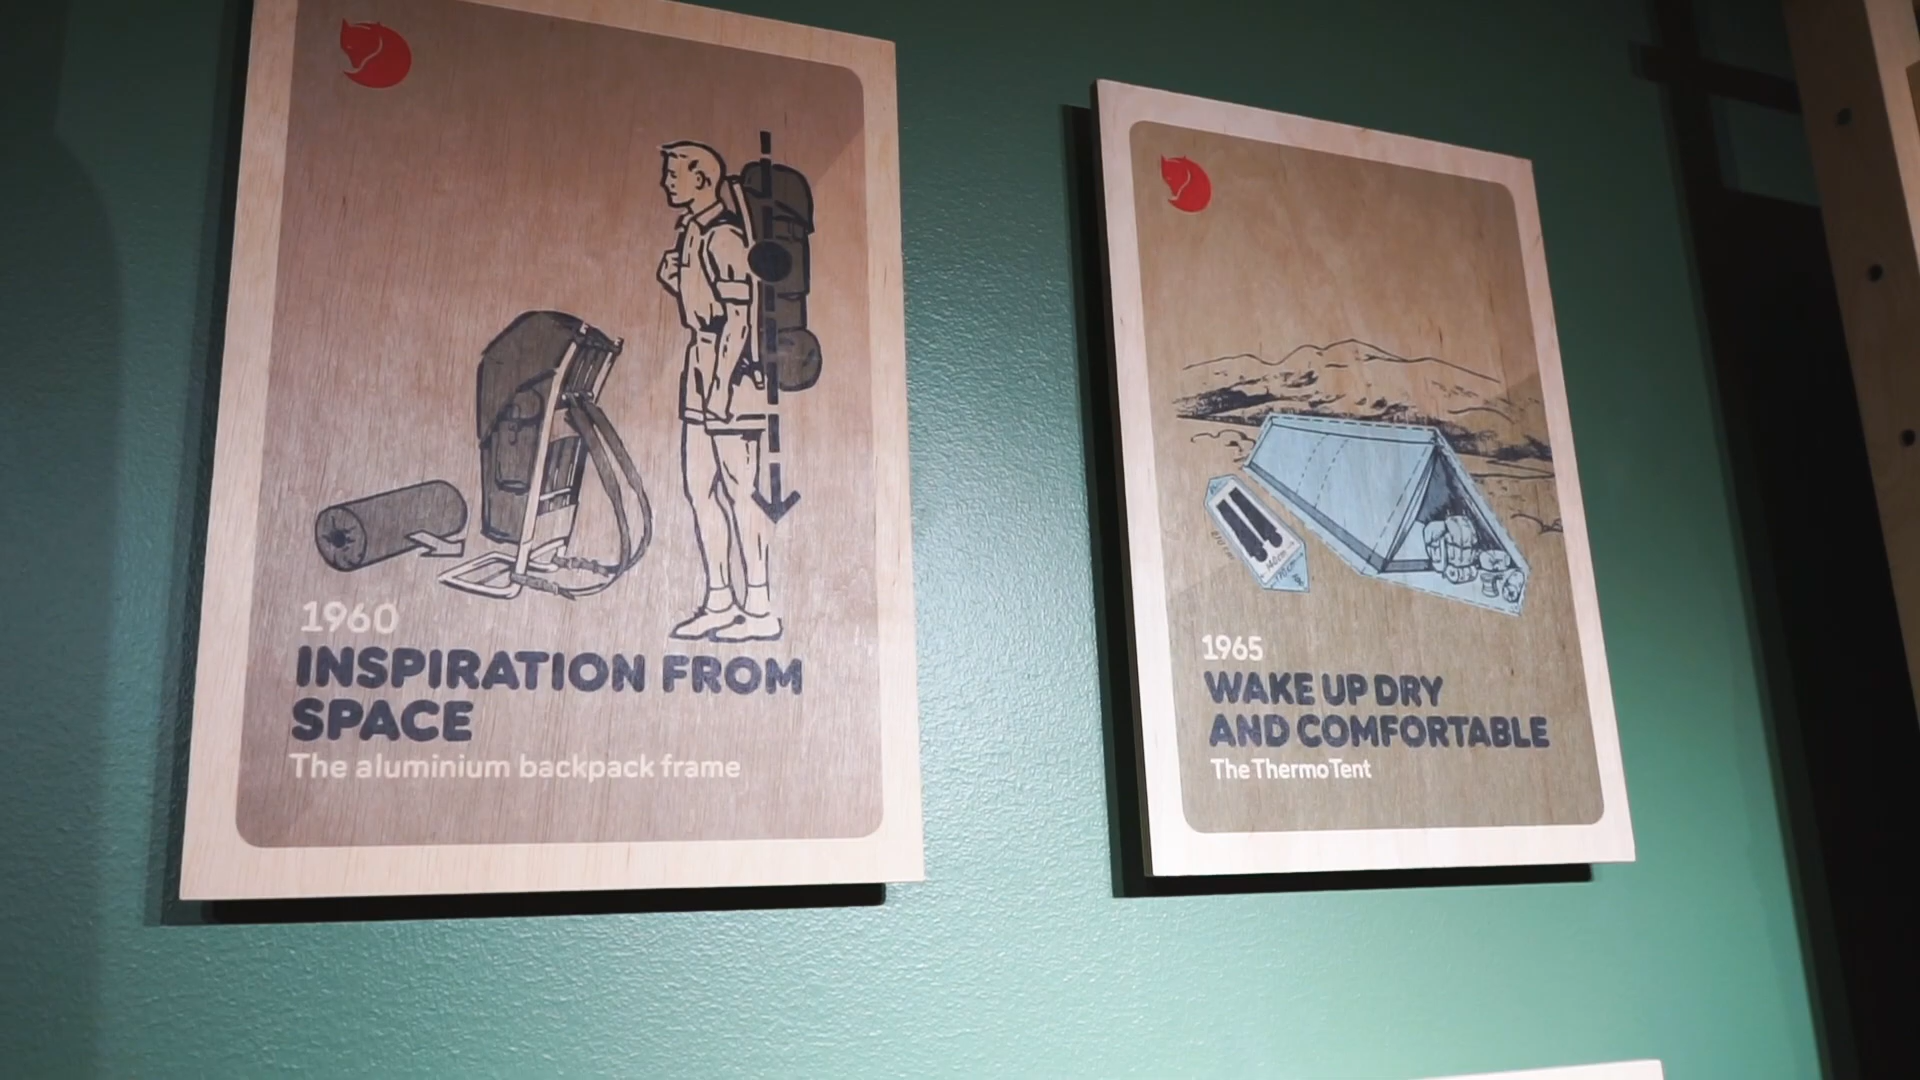 1960
INSPIRATION FROM
SPACE
The aluminium backpack frame
1965
WAKE UP DRY
AND COMFORTABLE
The Thermo Tent